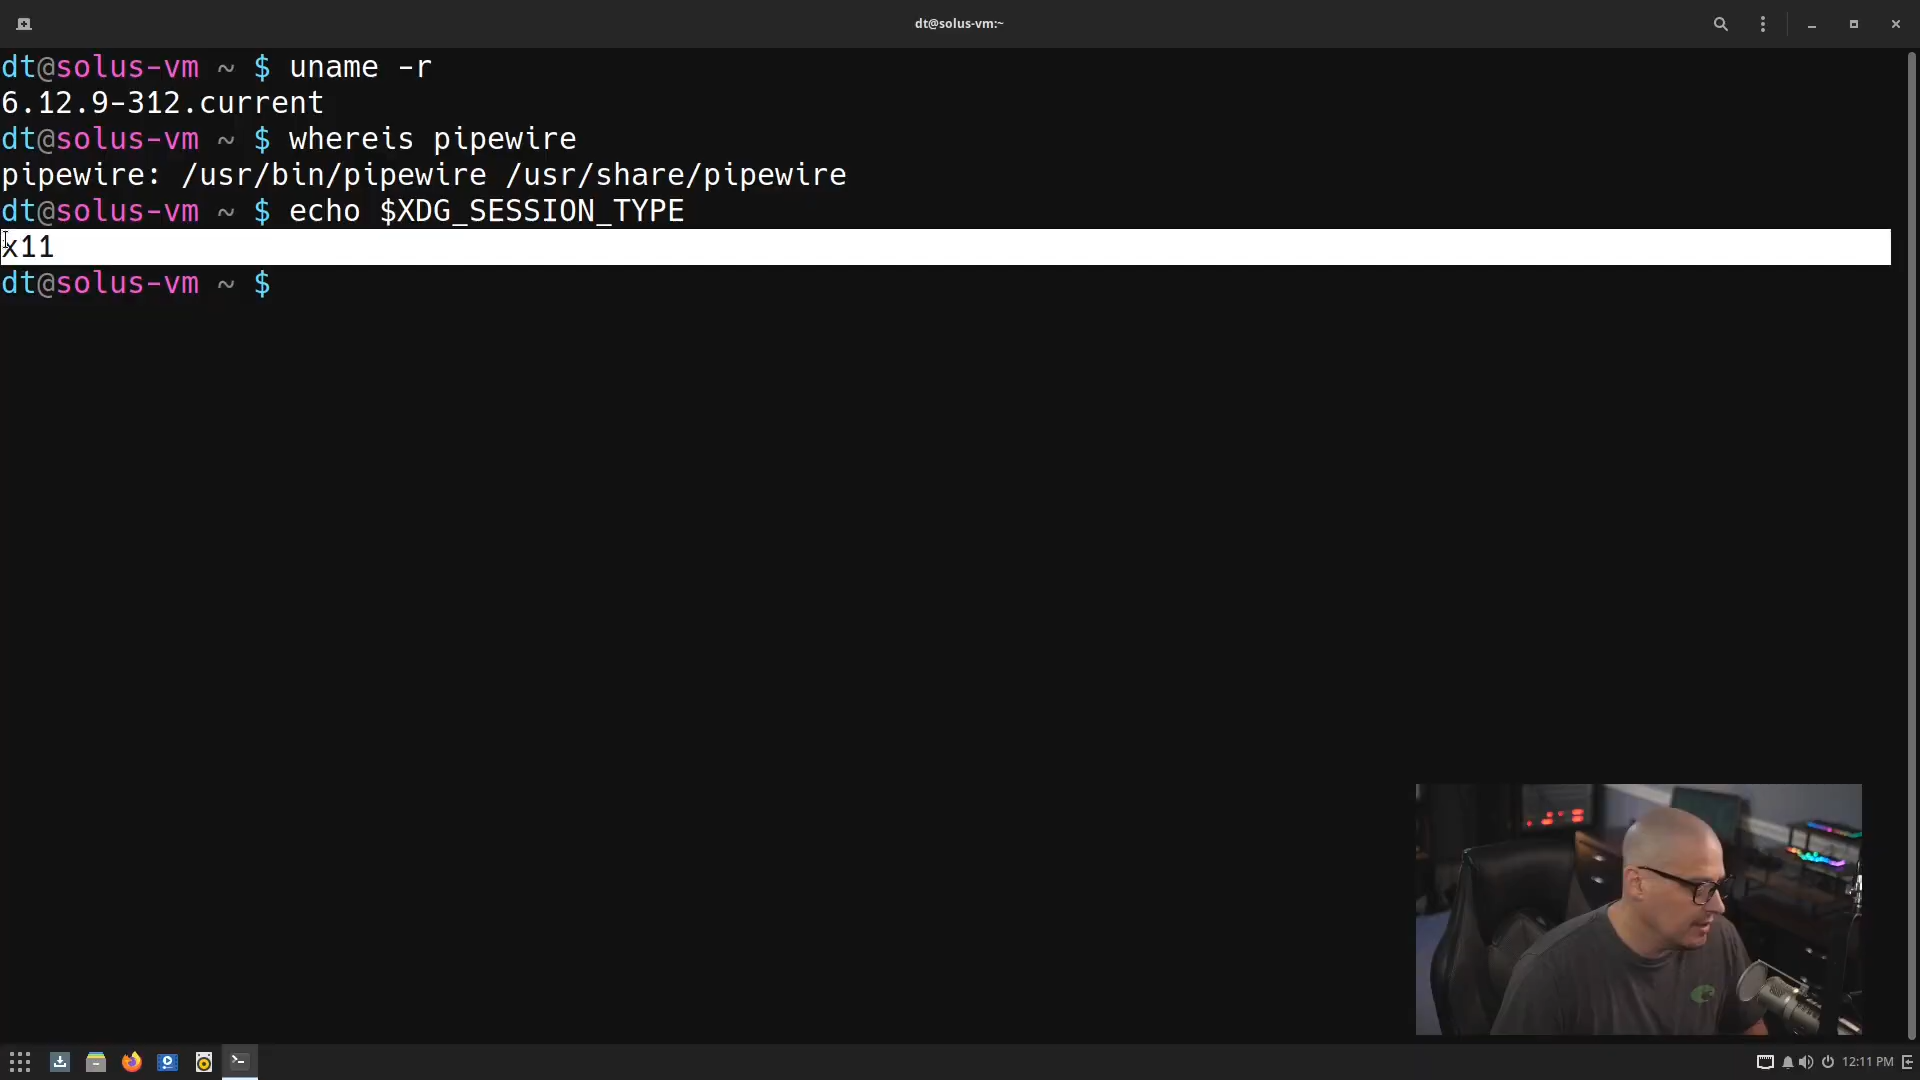 dt@solus-vm:~
dt@solus-vm ~ $ uname -r
6.12.9-312.current
dt@solus-vm ~ $ whereis pipewire
pipewire: /usr/bin/pipewire /usr/share/pipewire
dt@solus-vm ~ $ echo $XDG_SESSION_TYPE
x11
dt@solus-vm ~ $
12:11 PM